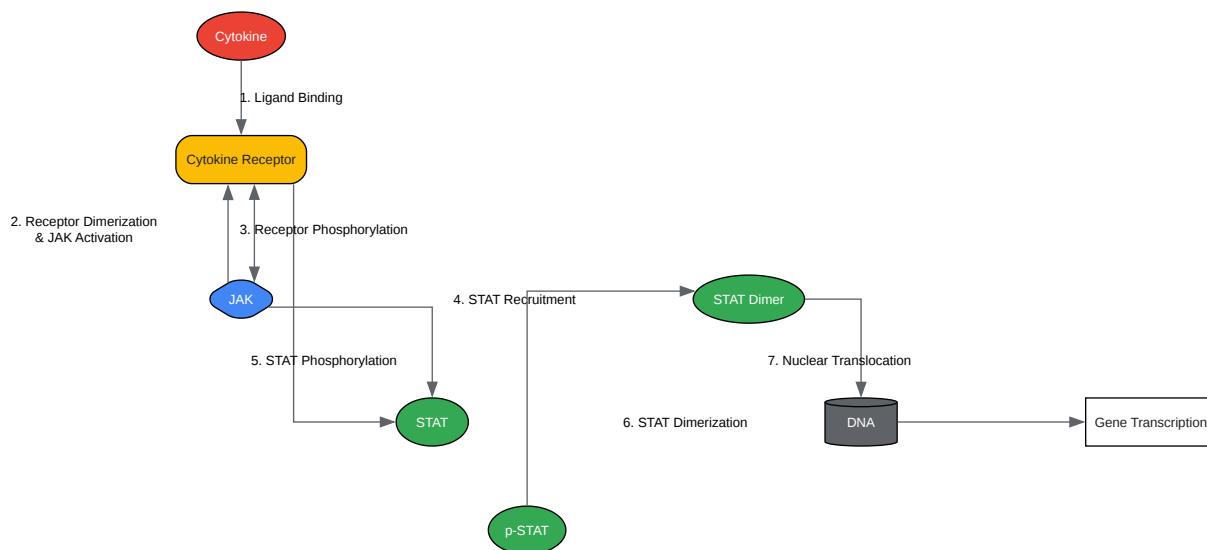 Cytokine
1. Ligand Binding
Cytokine Receptor
2. Receptor Dimerization
& JAK Activation
3. Receptor Phosphorylation
JAK
4. STAT Recruitment
STAT Dimer
5. STAT Phosphorylation
7. Nuclear Translocation
STAT
6. STAT Dimerization
DNA
Gene Transcription
p-STAT